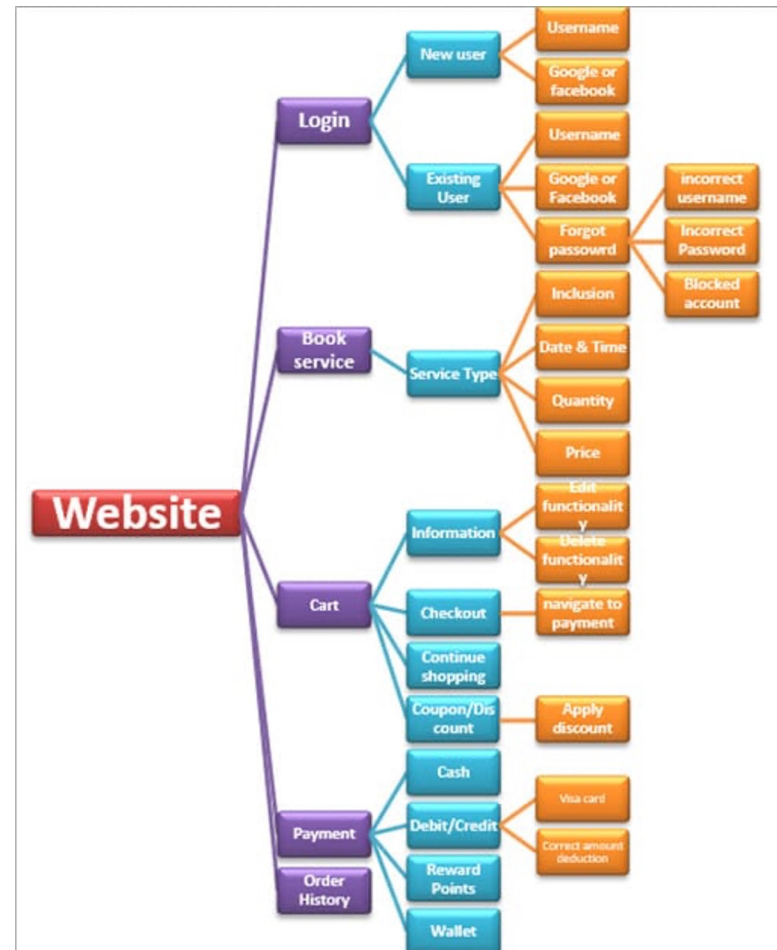 Website
Login
New user
Username
Google or
facebook
Existing
User
Username
Google or
Facebook
Forgot
passowrd
incorrect
username
Incorrect
Password
Blocked
account
Book
service
Service Type
Inclusion
Date & Time
Quantity
Price
Cart
Information
Edit
functionalit
y
Delete
functionalit
y
Checkout
navigate to
payment
Continue
shopping
Coupon/Dis
count
Apply
discount
Payment
Cash
Debit/Credit
Visa card
Correct amount
deduction
Reward
Points
Wallet
Order
History